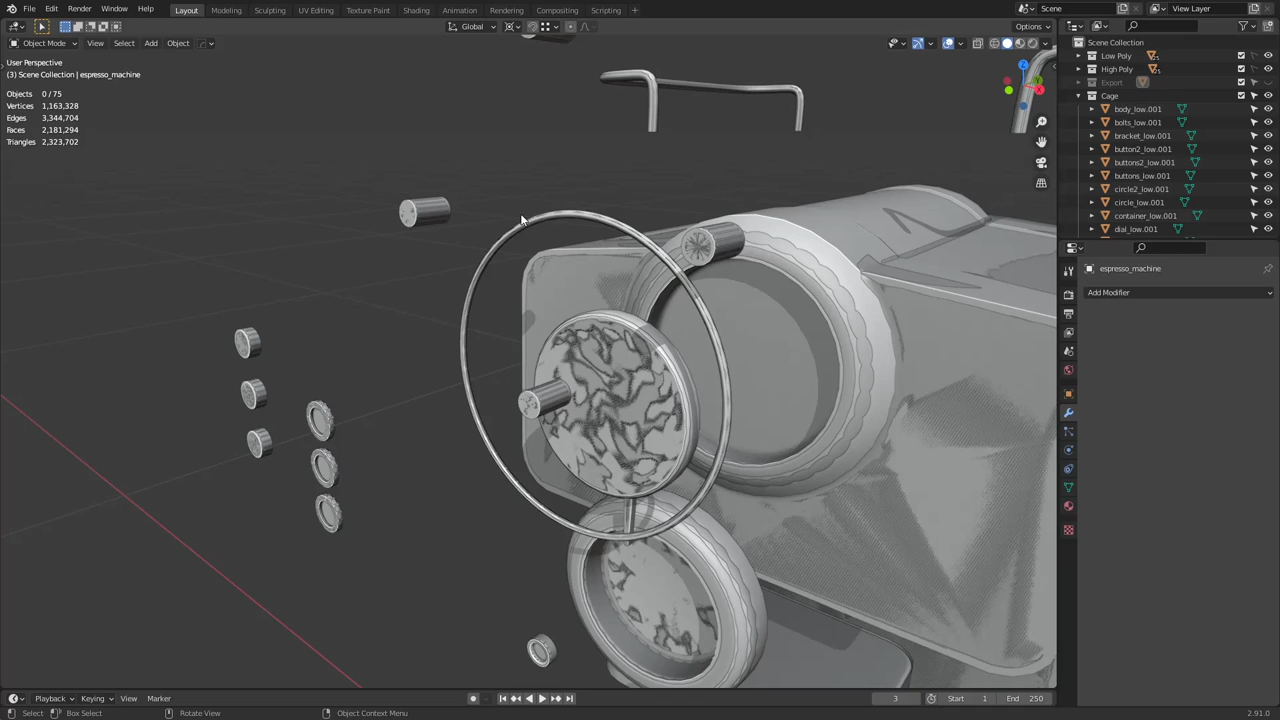 File Edit Render Window Help Layout Modeling Sculpting UV Editing Texture Paint Shading Animation Rendering Compositing Scripting + Scene View Layer
Global Options
Object Mode View Select Add Object
User Perspective
(3) Scene Collection | espresso_machine
Objects 0 / 75
Vertices 1,163,328
Edges 3,344,704
Faces 2,181,294
Triangles 2,323,702
Scene Collection
Low Poly
High Poly
Export
Cage
body_low.001
bolts_low.001
bracket_low.001
button2_low.001
buttons2_low.001
buttons_low.001
circle2_low.001
circle_low.001
container_low.001
dial_low.001
espresso_machine
Add Modifier
Playback Keying View Marker 3 Start 1 End 250
Select Box Select Rotate View Object Context Menu 2.91.0